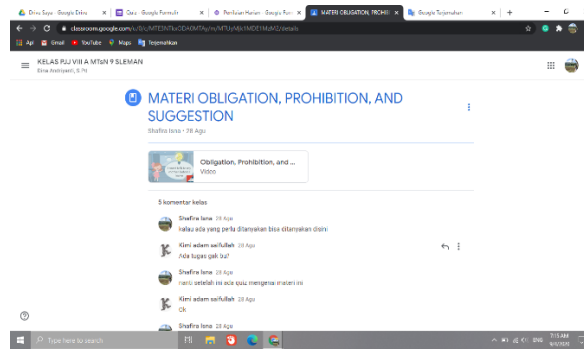 Drive Saya - Google Drive
Quiz - Google Formulir
Penilaian Harian - Google Form
MATERI OBLIGATION, PROHIBI
Google Terjemahan
classroom.google.com
Apl
Gmail
YouTube
Maps
Terjemahkan
KELAS PJJ VIII A MTsN 9 SLEMAN
MATERI OBLIGATION, PROHIBITION, AND
SUGGESTION
Shafira Isna • 28 Agu
Obligation, Prohibition, and ...
Video
5 komentar kelas
Shafira Isna 28 Agu
kalau ada yang perlu ditanyakan bisa ditanyakan disini
Kimi adam saifullah 28 Agu
Ada tugas gak bu?
Shafira Isna 28 Agu
nanti setelah ini ada quiz mengenai materi ini
Kimi adam saifullah 28 Agu
Ok
Shafira Isna 28 Agu
Type here to search
ENG
7:15 AM